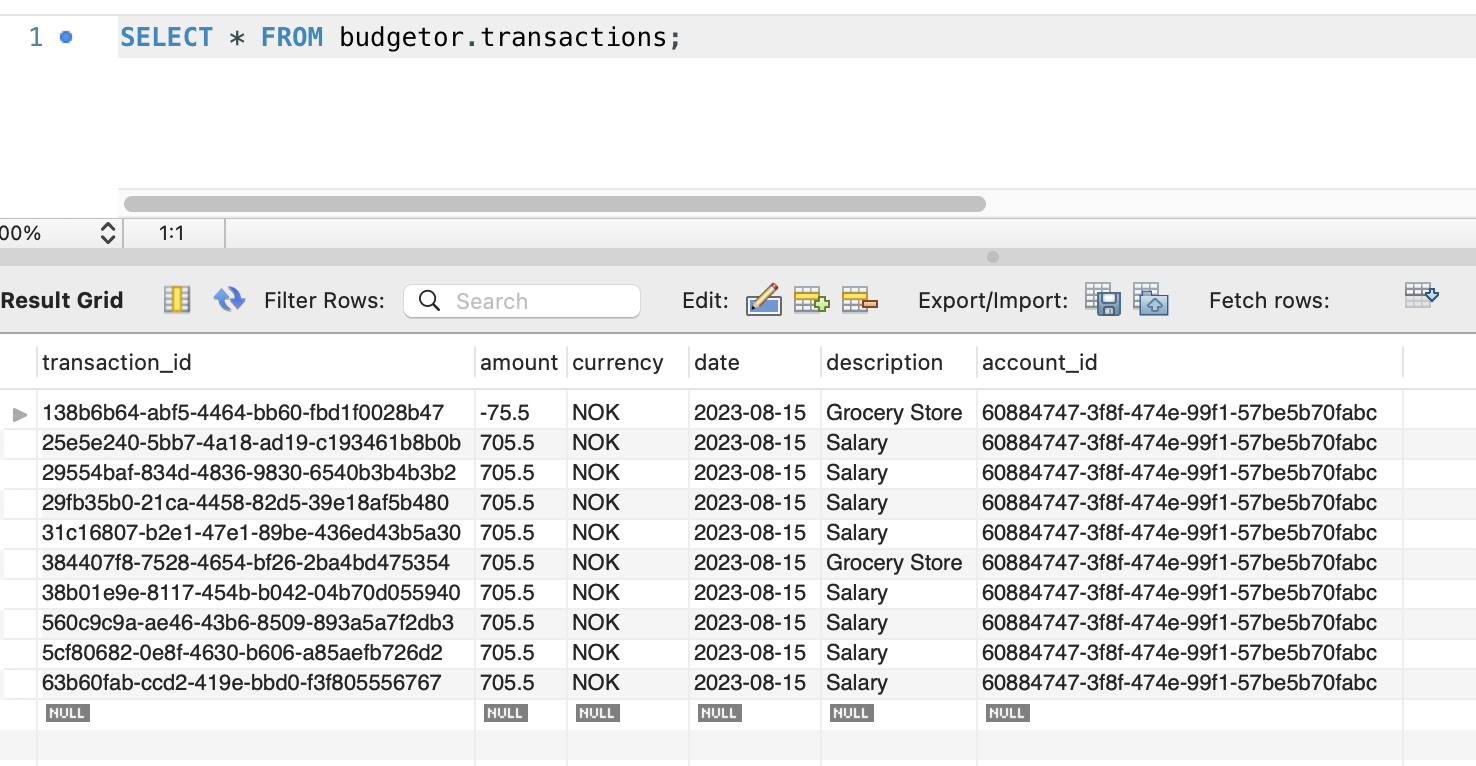 1 SELECT * FROM budgetor.transactions;
00% 1:1
Result Grid Filter Rows: Search Edit: Export/Import: Fetch rows:
transaction_id amount currency date description account_id
138b6b64-abf5-4464-bb60-fbd1f0028b47 -75.5 NOK 2023-08-15 Grocery Store 60884747-3f8f-474e-99f1-57be5b70fabc
25e5e240-5bb7-4a18-ad19-c193461b8b0b 705.5 NOK 2023-08-15 Salary 60884747-3f8f-474e-99f1-57be5b70fabc
29554baf-834d-4836-9830-6540b3b4b3b2 705.5 NOK 2023-08-15 Salary 60884747-3f8f-474e-99f1-57be5b70fabc
29fb35b0-21ca-4458-82d5-39e18af5b480 705.5 NOK 2023-08-15 Salary 60884747-3f8f-474e-99f1-57be5b70fabc
31c16807-b2e1-47e1-89be-436ed43b5a30 705.5 NOK 2023-08-15 Salary 60884747-3f8f-474e-99f1-57be5b70fabc
384407f8-7528-4654-bf26-2ba4bd475354 705.5 NOK 2023-08-15 Grocery Store 60884747-3f8f-474e-99f1-57be5b70fabc
38b01e9e-8117-454b-b042-04b70d055940 705.5 NOK 2023-08-15 Salary 60884747-3f8f-474e-99f1-57be5b70fabc
560c9c9a-ae46-43b6-8509-893a5a7f2db3 705.5 NOK 2023-08-15 Salary 60884747-3f8f-474e-99f1-57be5b70fabc
5cf80682-0e8f-4630-b606-a85aefb726d2 705.5 NOK 2023-08-15 Salary 60884747-3f8f-474e-99f1-57be5b70fabc
63b60fab-ccd2-419e-bbd0-f3f805556767 705.5 NOK 2023-08-15 Salary 60884747-3f8f-474e-99f1-57be5b70fabc
NULL NULL NULL NULL NULL NULL